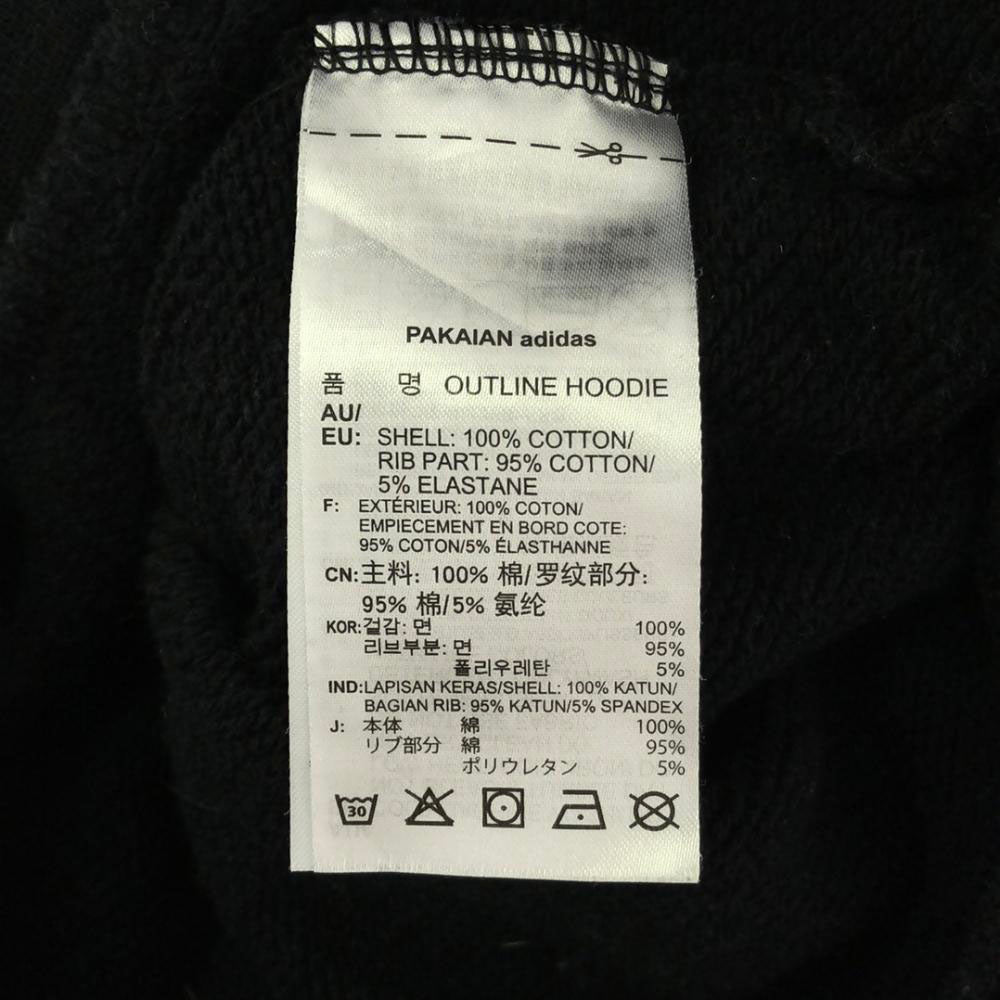 PAKAIAN adidas
품 명 OUTLINE HOODIE
AU/
EU: SHELL: 100% COTTON/
RIB PART: 95% COTTON/
5% ELASTANE
F: EXTÉRIEUR: 100% COTON/
EMPIECEMENT EN BORD COTE:
95% COTON/5% ÉLASTHANNE
CN:主料: 100% 棉/罗纹部分:
95% 棉/5% 氨纶
KOR:겉감: 면 100%
리브부분: 면 95%
폴리우레탄 5%
IND:LAPISAN KERAS/SHELL: 100% KATUN/
BAGIAN RIB: 95% KATUN/5% SPANDEX
J: 本体 綿 100%
リブ部分 綿 95%
ポリウレタン 5%
30